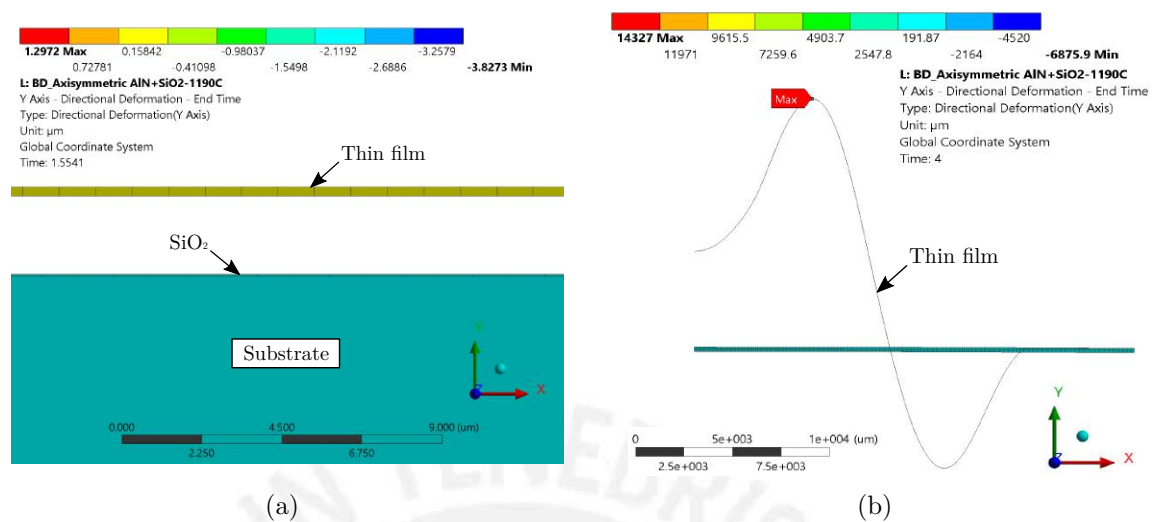 1.2972 Max
0.15842
-0.98037
-2.1192
-3.2579
0.72781
-0.41098
-1.5498
-2.6886
-3.8273 Min
L: BD_Axisymmetric AlN+SiO2-1190C
Y Axis - Directional Deformation - End Time
Type: Directional Deformation(Y Axis)
Unit: µm
Global Coordinate System
Time: 1.5541
Thin film
SiO₂
Substrate
Y
Z
X
0.000
4.500
9.000 (um)
2.250
6.750
(a)
14327 Max
9615.5
4903.7
191.87
-4520
11971
7259.6
2547.8
-2164
-6875.9 Min
L: BD_Axisymmetric AlN+SiO2-1190C
Y Axis - Directional Deformation - End Time
Type: Directional Deformation(Y Axis)
Unit: µm
Global Coordinate System
Time: 4
Max
Thin film
Y
Z
X
0
5e+003
1e+004 (um)
2.5e+003
7.5e+003
(b)
IN TENEBRIS